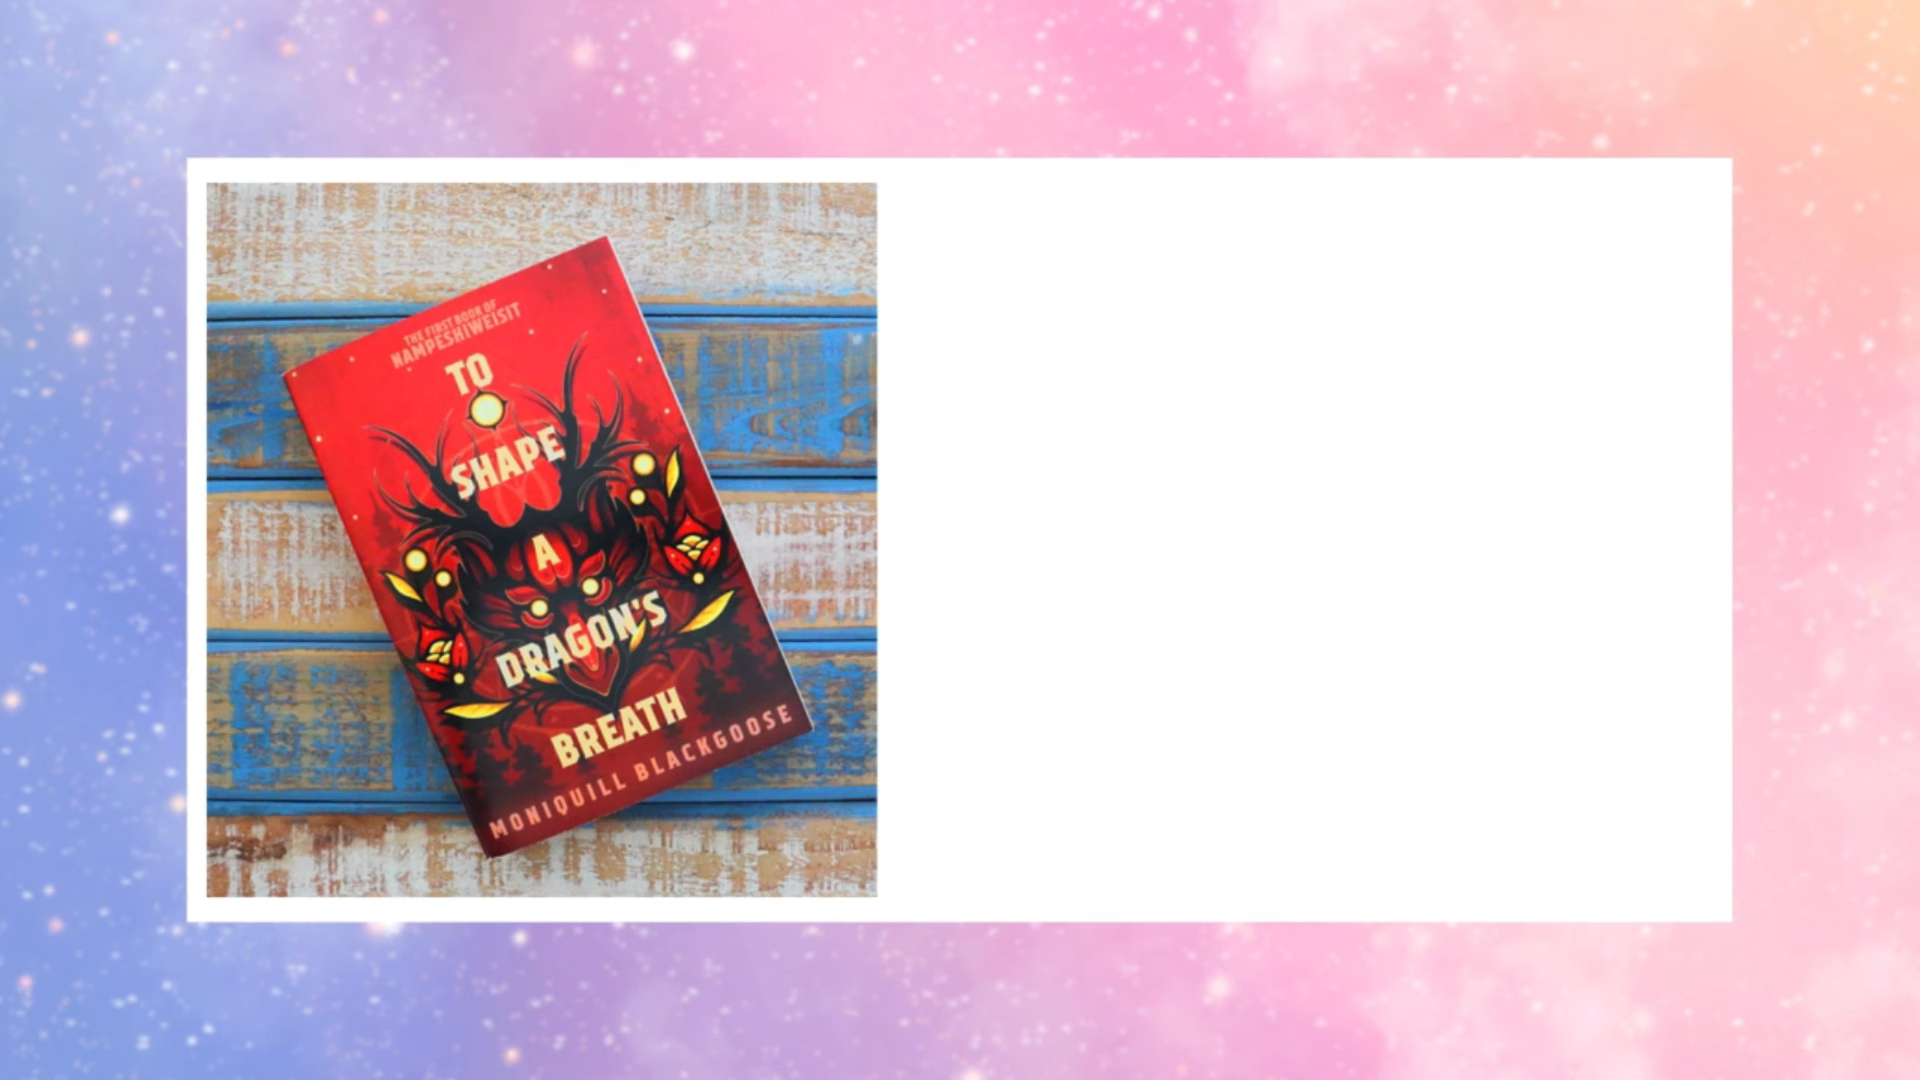 THE FIRST BOOK OF
NAMPESHIWEISIT
TO
SHAPE
A
DRAGON'S
BREATH
MONIQUILL BLACKGOOSE